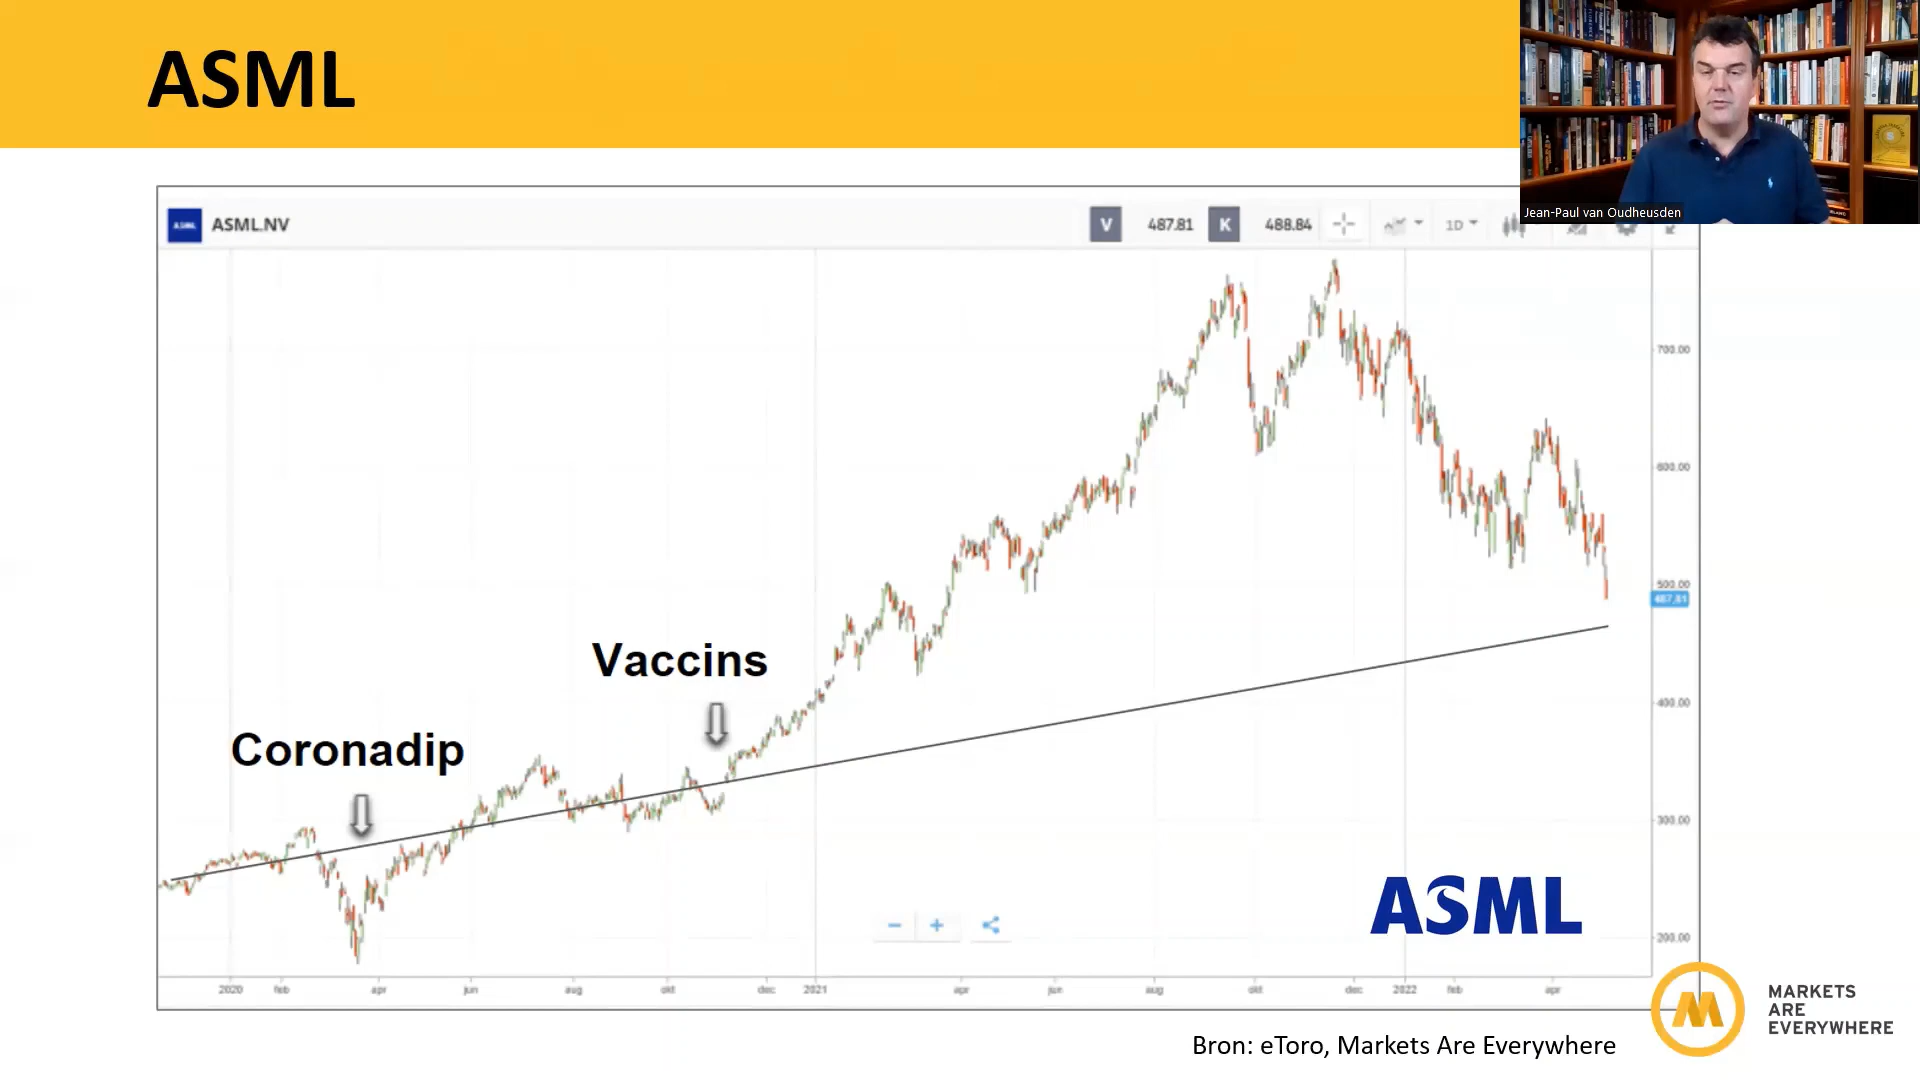 ASML
Jean-Paul van Oudheusden
ASML
ASML.NV
V
487.81
K
488.84
1D
700.00
600.00
500.00
487.81
400.00
300.00
200.00
Vaccins
Coronadip
ASML
2020 feb apr jun aug okt dec 2021 apr jun aug okt dec 2022 feb apr
MARKETS
ARE
EVERYWHERE
Bron: eToro, Markets Are Everywhere